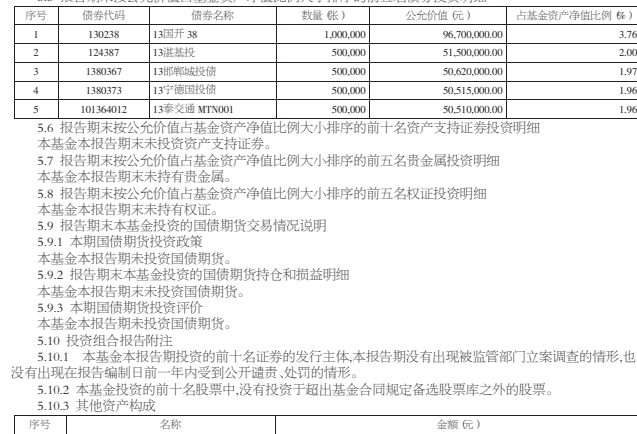 序号 债券代码 债券名称 数量（张） 公允价值（元） 占基金资产净值比例（%）
1 130238 13国开 38 1,000,000 96,700,000.00 3.76
2 124387 13湛基投 500,000 51,500,000.00 2.00
3 1380367 13邯郸城投债 500,000 50,620,000.00 1.97
4 1380373 13宁德国投债 500,000 50,515,000.00 1.96
5 101364012 13泰交通 MTN001 500,000 50,510,000.00 1.96
5.6 报告期末按公允价值占基金资产净值比例大小排序的前十名资产支持证券投资明细
本基金本报告期末未投资资产支持证券。
5.7 报告期末按公允价值占基金资产净值比例大小排序的前五名贵金属投资明细
本基金本报告期末未持有贵金属。
5.8 报告期末按公允价值占基金资产净值比例大小排序的前五名权证投资明细
本基金本报告期末未持有权证。
5.9 报告期末本基金投资的国债期货交易情况说明
5.9.1 本期国债期货投资政策
本基金本报告期末未投资国债期货。
5.9.2 报告期末本基金投资的国债期货持仓和损益明细
本基金本报告期末未投资国债期货。
5.9.3 本期国债期货投资评价
本基金本报告期末未投资国债期货。
5.10 投资组合报告附注
5.10.1 本基金本报告期投资的前十名证券的发行主体,本报告期没有出现被监管部门立案调查的情形,也
没有出现在报告编制日前一年内受到公开谴责、处罚的情形。
5.10.2 本基金投资的前十名股票中,没有投资于超出基金合同规定备选股票库之外的股票。
5.10.3 其他资产构成
序号 名称 金额（元）